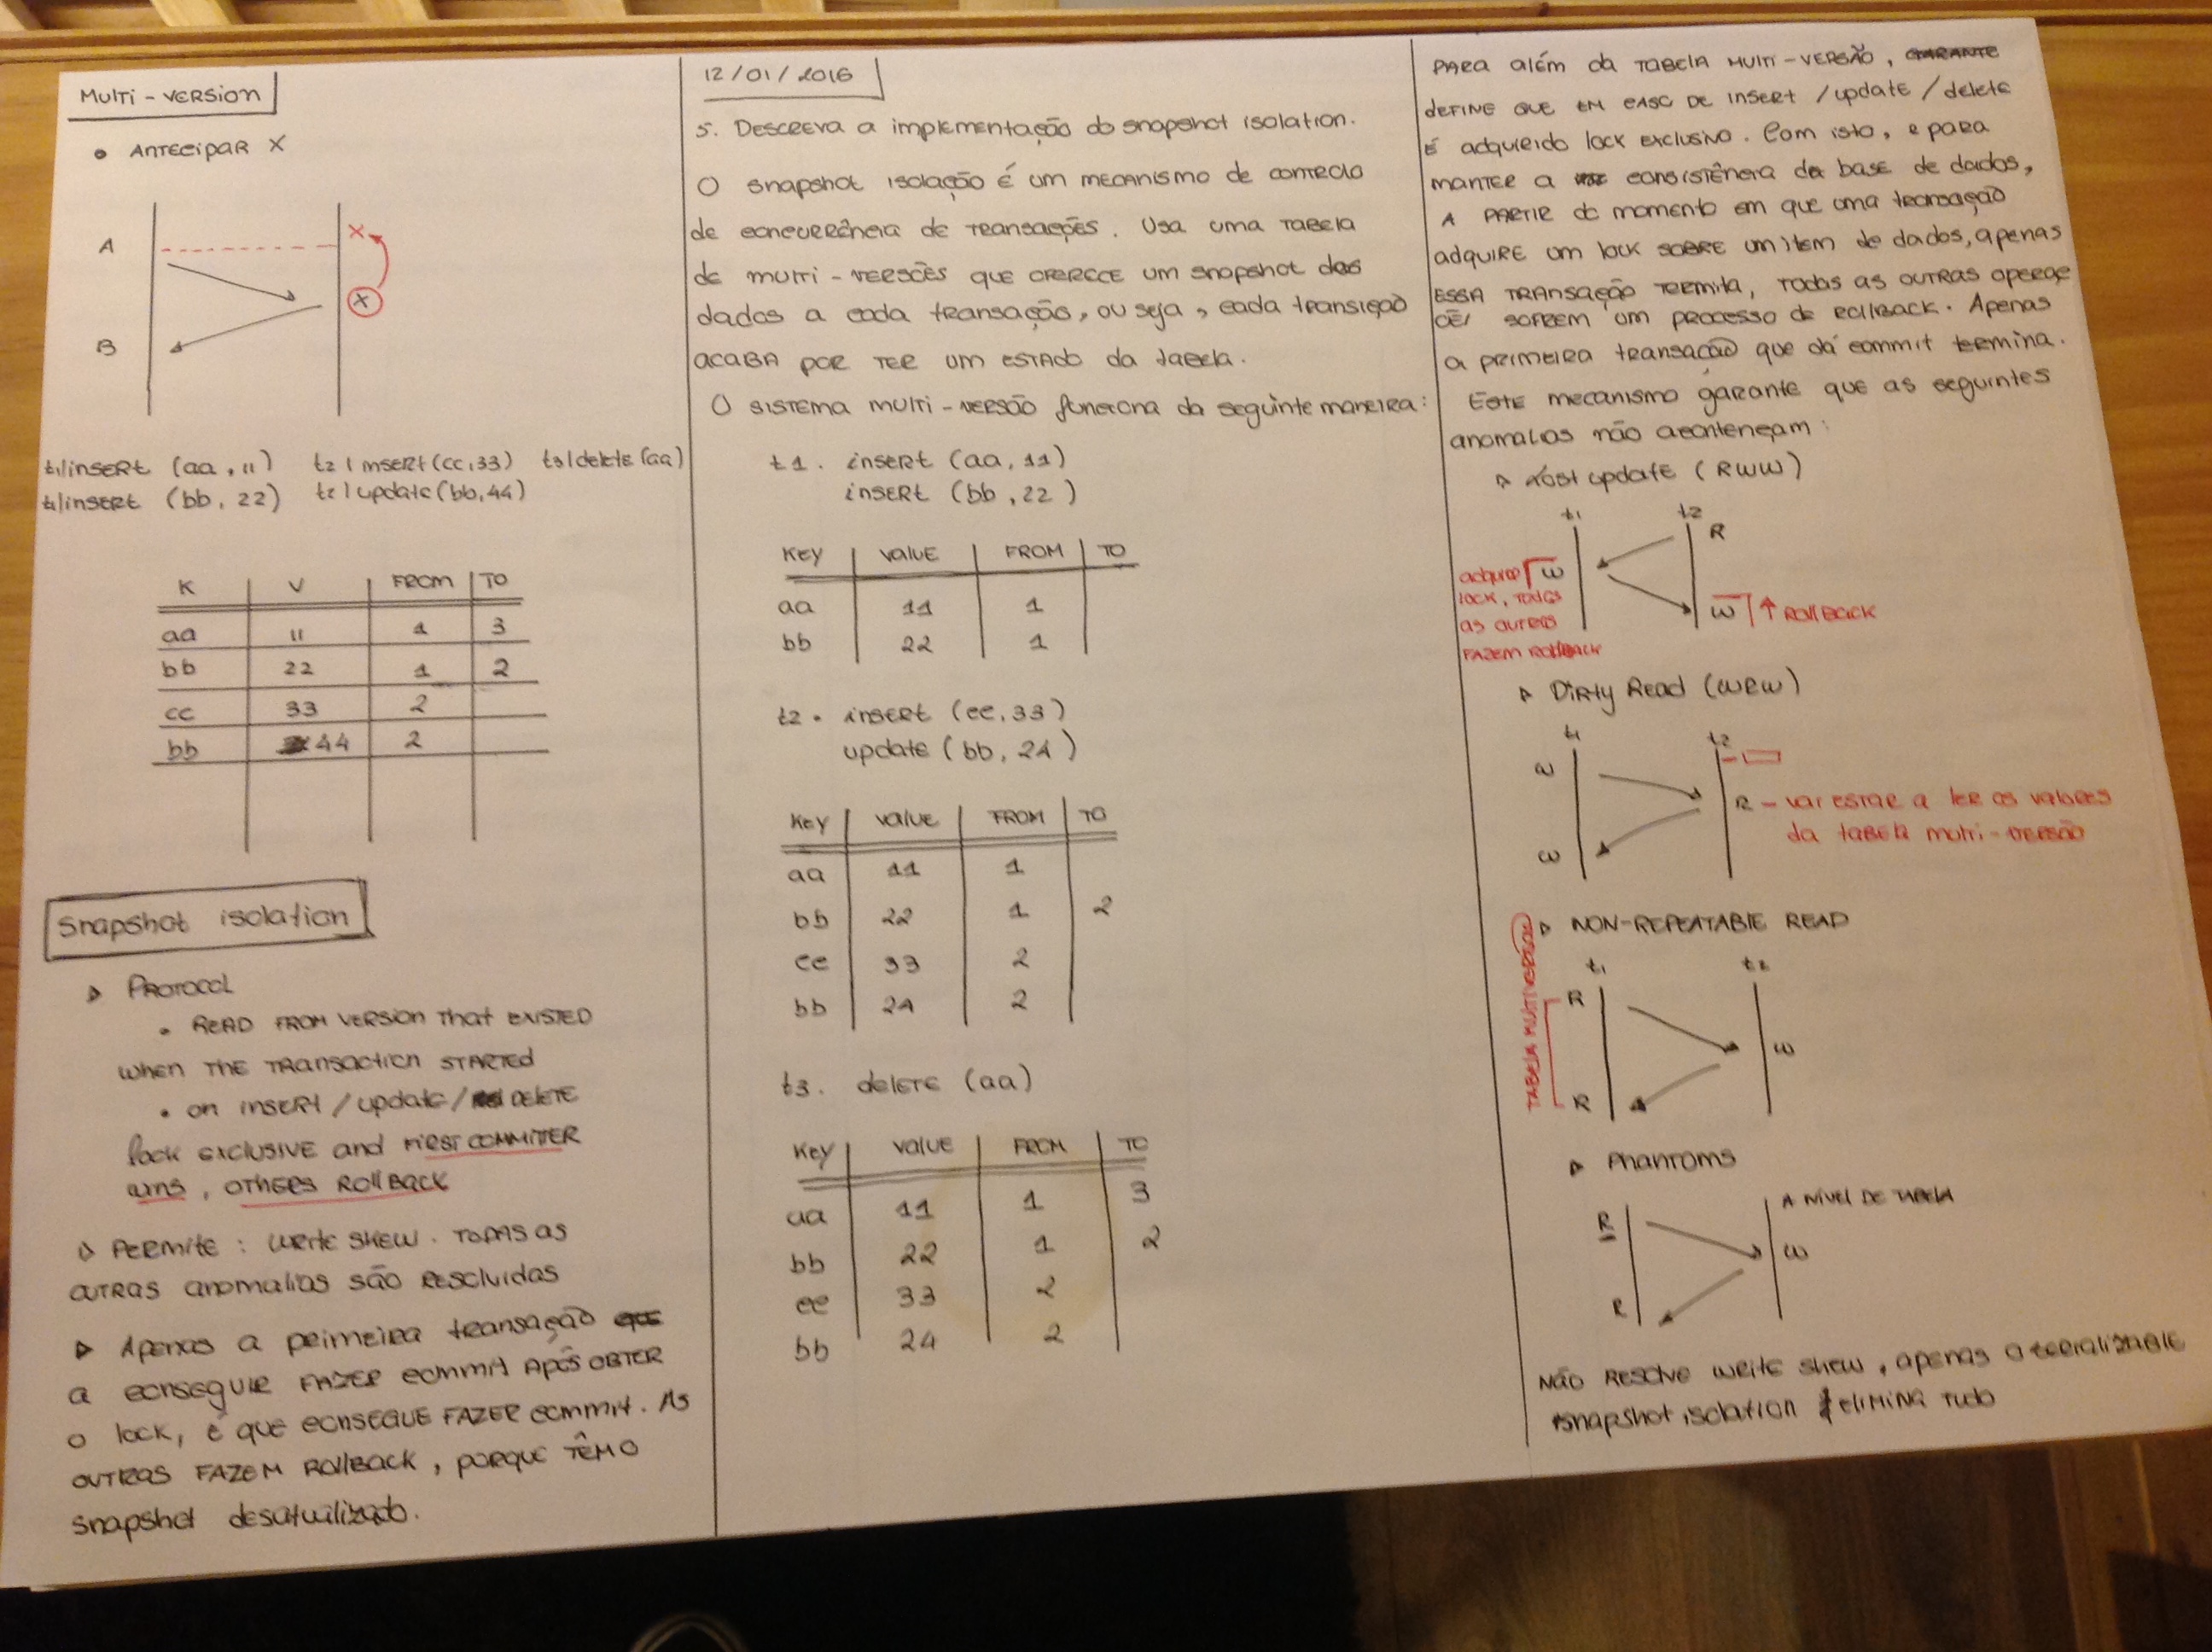 MULTI-VERSION
• ANTECIPAR X
A
X
X
B
t1|insert (aa, 11) t2|insert(cc,33) t3|delete(aa)
t1|insert (bb, 22) t2|update(bb,44)
K V FROM TO
aa 11 1 3
bb 22 1 2
cc 33 2
bb 44 2
Snapshot isolation
▷ PROTOCOL
• READ FROM VERSION THAT EXISTED
WHEN THE TRANSACTION STARTED
• on insert/update/DELETE
lock exclusive and FIRST COMMITER
wins, OTHERS ROLLBACK
▷ PERMITE: WRITE SKEW. TODAS AS
OUTRAS anomalias são RESOLVIDAS
▷ Apenas a primeira transação que
a conseguir FAZER commit APÓS OBTER
o lock, é que CONSEGUE FAZER commit. AS
OUTRAS FAZEM ROLLBACK, PORQUE TÊM O
snapshot desatualizado.
12/01/2016
5. Descreva a implementação do snapshot isolation.
O snapshot isolação é um mecanismo de controlo
de concurrência de transacções. Usa uma tabela
de multi-versões que oferece um snapshot dos
dados a cada transação, ou seja, cada transição
acaba por ter um estado da tabela.
O sistema multi-versão funciona da seguinte maneira:
t1. insert (aa, 11)
insert (bb, 22)
Key VALUE FROM TO
aa 11 1
bb 22 1
t2. insert (cc, 33)
update (bb, 24)
Key VALUE FROM TO
aa 11 1
bb 22 1 2
cc 33 2
bb 24 2
t3. delete (aa)
Key VALUE FROM TO
aa 11 1 3
bb 22 1 2
cc 33 2
bb 24 2
Para além da tabela multi-versão, GARANTE
define que em caso de insert/update/delete
é adquirido lock exclusivo. Com isto, e para
manter a consistência da base de dados,
a partir do momento em que uma transação
adquire um lock sobre um item de dados, apenas
essa transação termina, todas as outras operaç
ões sofrem um processo de rollback. Apenas
a primeira transação que dá commit termina.
Este mecanismo garante que as seguintes
anomalias não aconteneçam:
▷ Lost update (RWW)
t1 t2
R
adquire W
lock, todas
as outras
FAZEM ROLLBACK
W ↑ ROLLBACK
▷ Dirty Read (WRW)
t1 t2
W
R - vai estar a ler os valores
da tabela multi-versão
W
▷ NON-REPEATABLE READ
TABELA MULTIVERSÃO
t1 t2
R
W
R
▷ Phantoms
R A NÍVEL DE TABELA
W
R
NÃO RESOLVE write skew, apenas o serializable
snapshot isolation ELIMINA TUDO